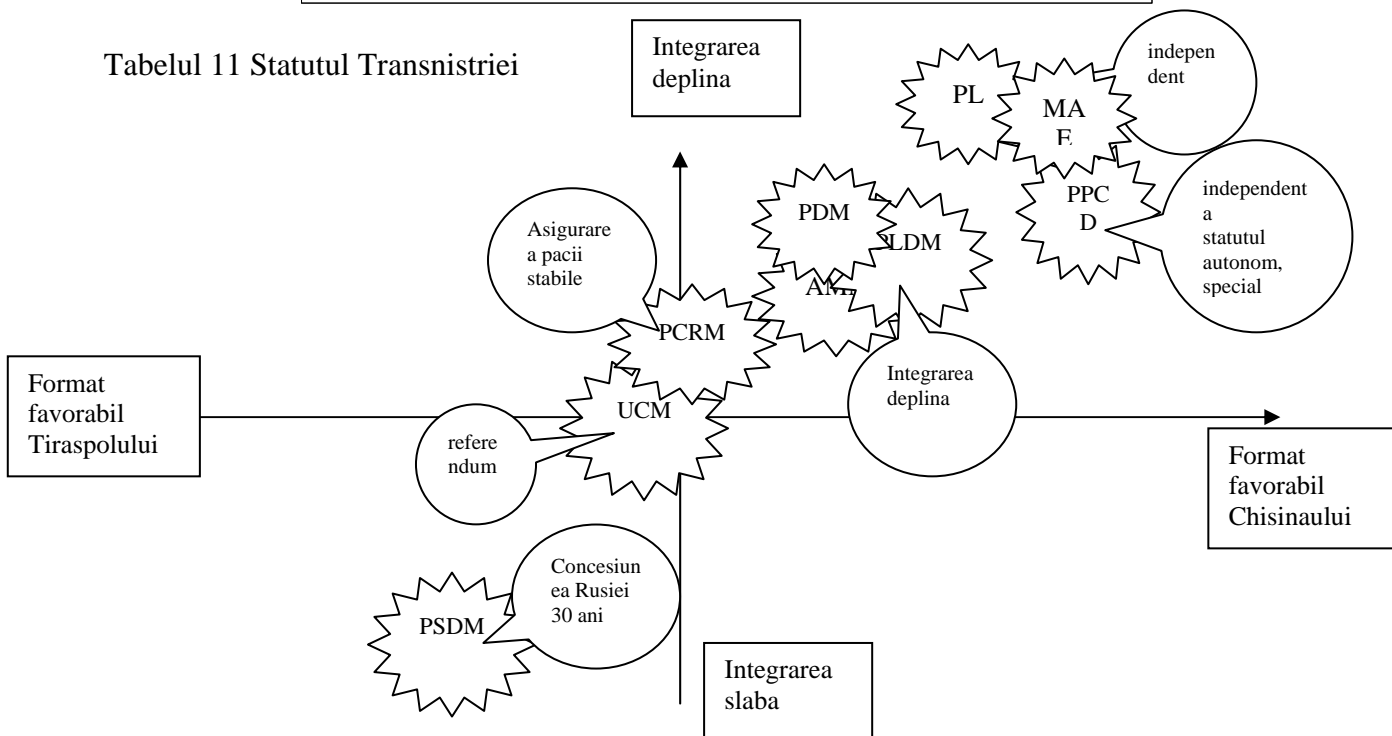 Tabelul 11 Statutul Transnistriei
Integrarea
deplina
PL
MA
indepen
dent
PPC
D
independent
a
statutul
autonom,
special
PDM
PLDM
Asigurare
a pacii
stabile
PCRM
Integrarea
deplina
UCM
refere
ndum
Format
favorabil
Tiraspolului
Format
favorabil
Chisinaului
Concesiun
ea Rusiei
30 ani
PSDM
Integrarea
slaba